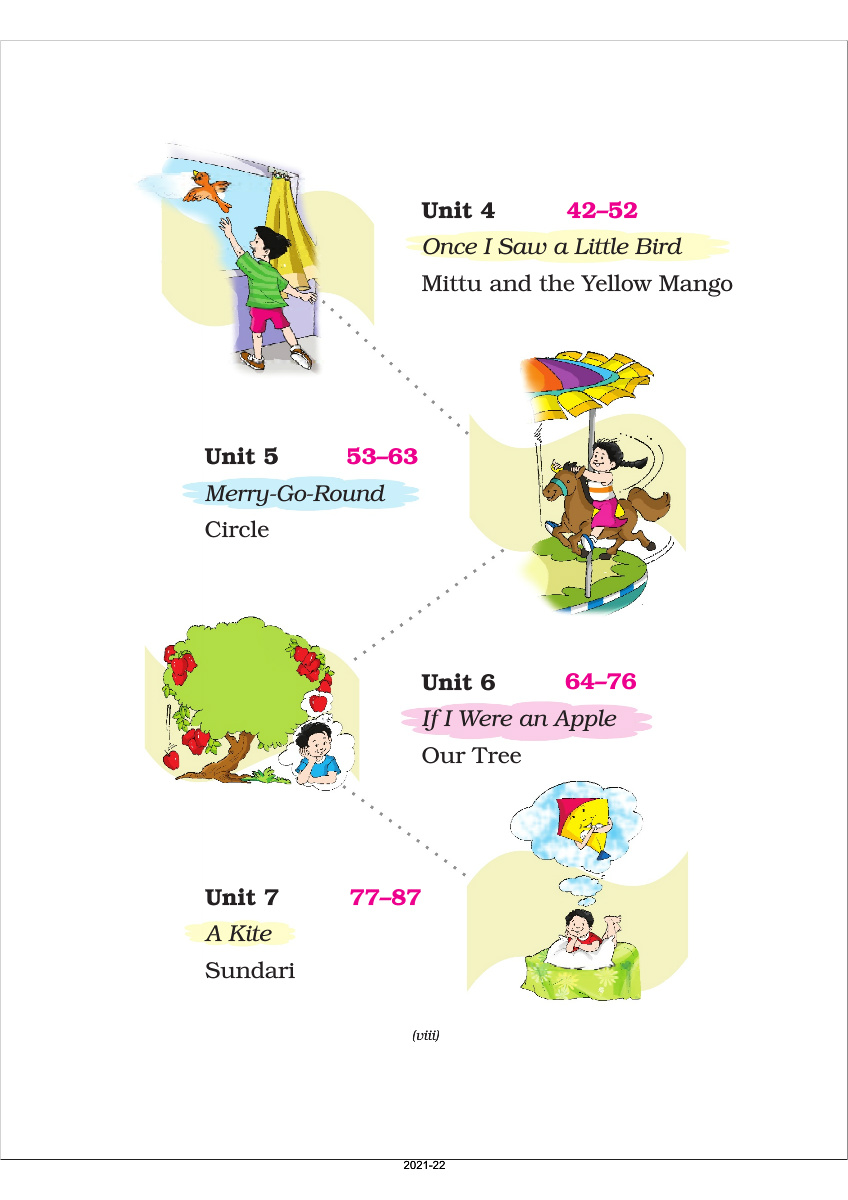 Unit 4 42–52
Once I Saw a Little Bird
Mittu and the Yellow Mango
Unit 5 53–63
Merry-Go-Round
Circle
Unit 6 64–76
If I Were an Apple
Our Tree
Unit 7 77–87
A Kite
Sundari
(viii)
2021-22